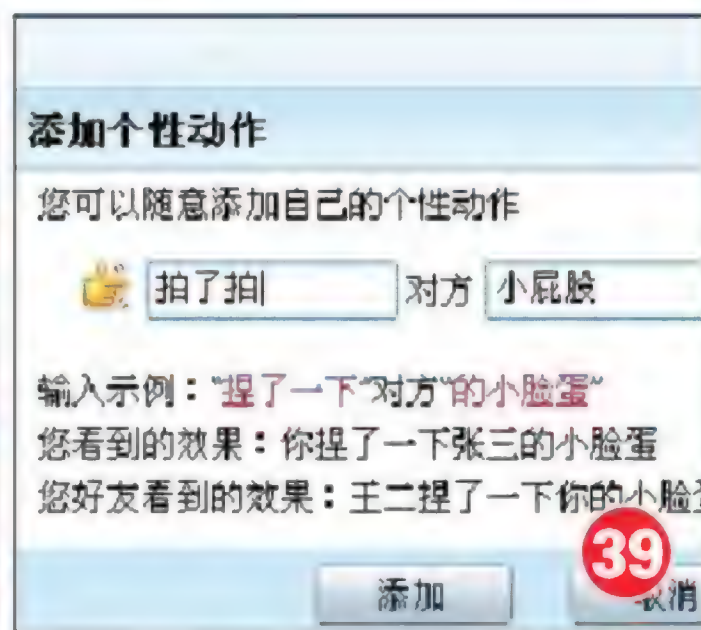 添加个性动作
您可以随意添加自己的个性动作
拍了拍 对方 小屁股
输入示例："捏了一下"对方"的小脸蛋"
您看到的效果：你捏了一下张三的小脸蛋
您好友看到的效果：王二捏了一下你的小脸蛋
39
添加 取消